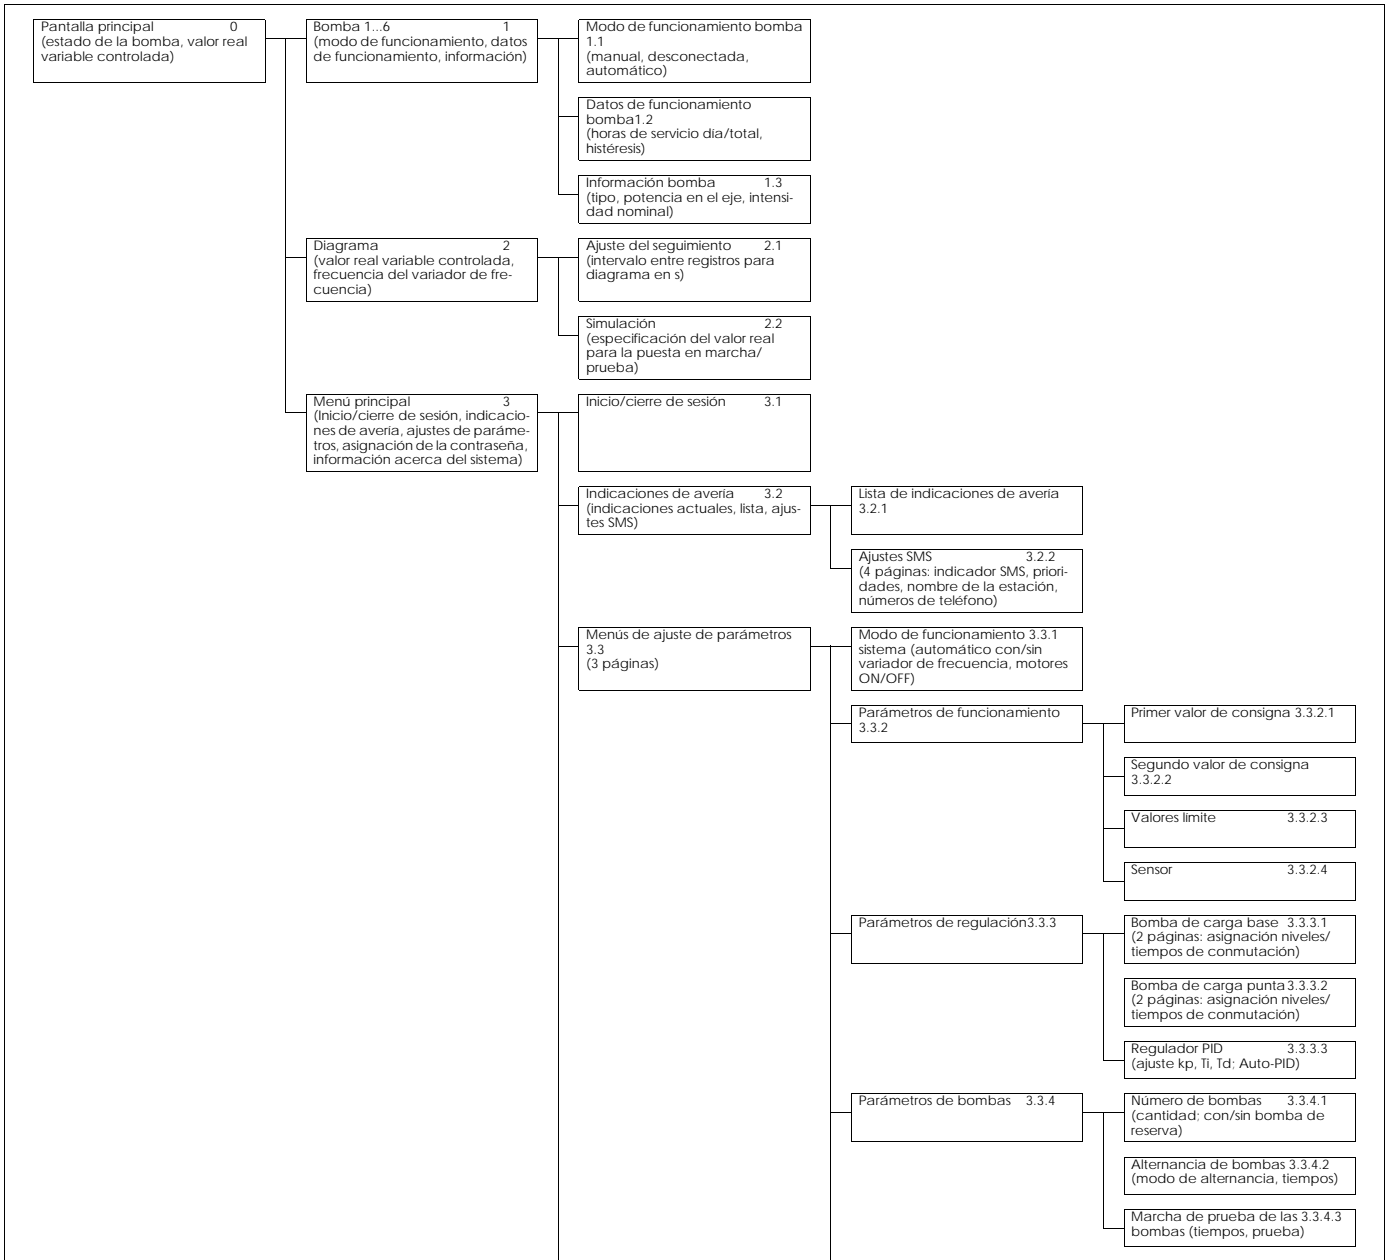 Pantalla principal 0
(estado de la bomba, valor real
variable controlada)
Bomba 1...6 1
(modo de funcionamiento, datos
de funcionamiento, información)
Modo de funcionamiento bomba
1.1
(manual, desconectada,
automático)
Datos de funcionamiento
bomba1.2
(horas de servicio día/total,
histéresis)
Información bomba 1.3
(tipo, potencia en el eje, intensi-
dad nominal)
Diagrama 2
(valor real variable controlada,
frecuencia del variador de fre-
cuencia)
Ajuste del seguimiento 2.1
(intervalo entre registros para
diagrama en s)
Simulación 2.2
(especificación del valor real
para la puesta en marcha/
prueba)
Menú principal 3
(Inicio/cierre de sesión, indicacio-
nes de avería, ajustes de paráme-
tros, asignación de la contraseña,
información acerca del sistema)
Inicio/cierre de sesión 3.1
Indicaciones de avería 3.2
(indicaciones actuales, lista, ajus-
tes SMS)
Lista de indicaciones de avería
3.2.1
Ajustes SMS 3.2.2
(4 páginas: indicador SMS, priori-
dades, nombre de la estación,
números de teléfono)
Menús de ajuste de parámetros
3.3
(3 páginas)
Modo de funcionamiento 3.3.1
sistema (automático con/sin
variador de frecuencia, motores
ON/OFF)
Parámetros de funcionamiento
3.3.2
Primer valor de consigna 3.3.2.1
Segundo valor de consigna
3.3.2.2
Valores límite 3.3.2.3
Sensor 3.3.2.4
Parámetros de regulación3.3.3
Bomba de carga base 3.3.3.1
(2 páginas: asignación niveles/
tiempos de conmutación)
Bomba de carga punta 3.3.3.2
(2 páginas: asignación niveles/
tiempos de conmutación)
Regulador PID 3.3.3.3
(ajuste kp, Ti, Td; Auto-PID)
Parámetros de bombas 3.3.4
Número de bombas 3.3.4.1
(cantidad; con/sin bomba de
reserva)
Alternancia de bombas 3.3.4.2
(modo de alternancia, tiempos)
Marcha de prueba de las 3.3.4.3
bombas (tiempos, prueba)